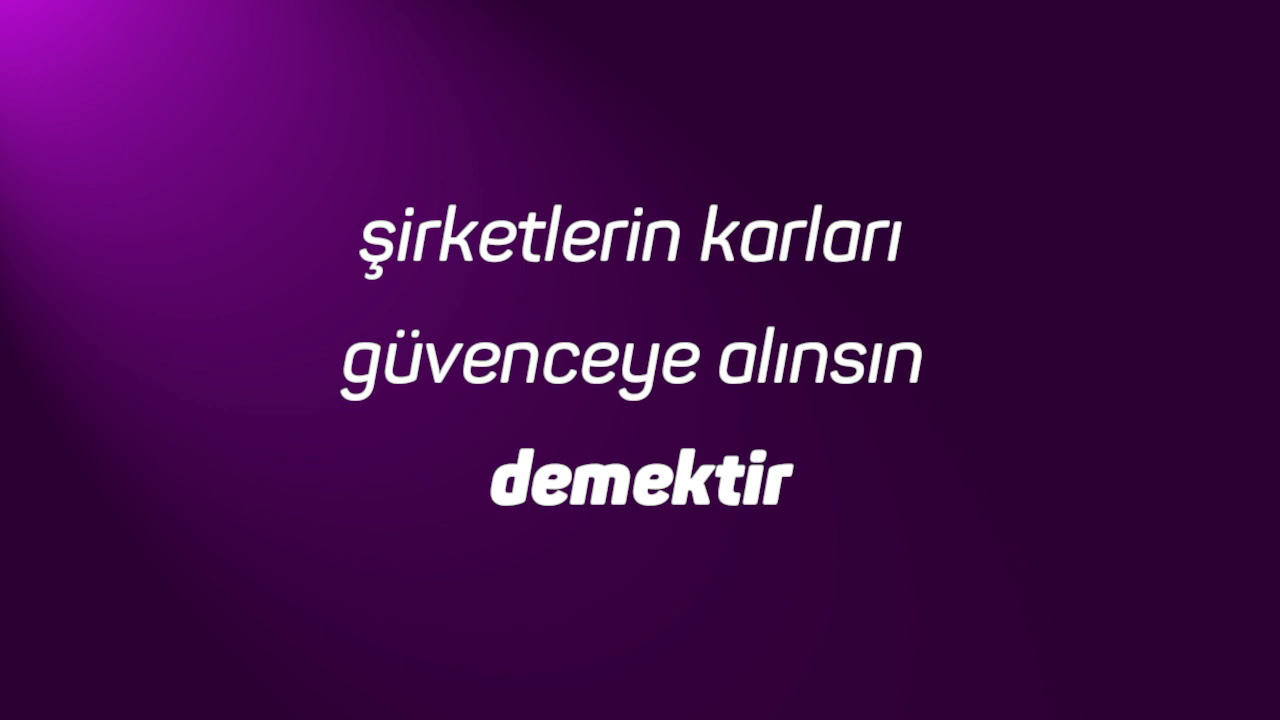 şirketlerin karları
güvenceye alınsın
demektir